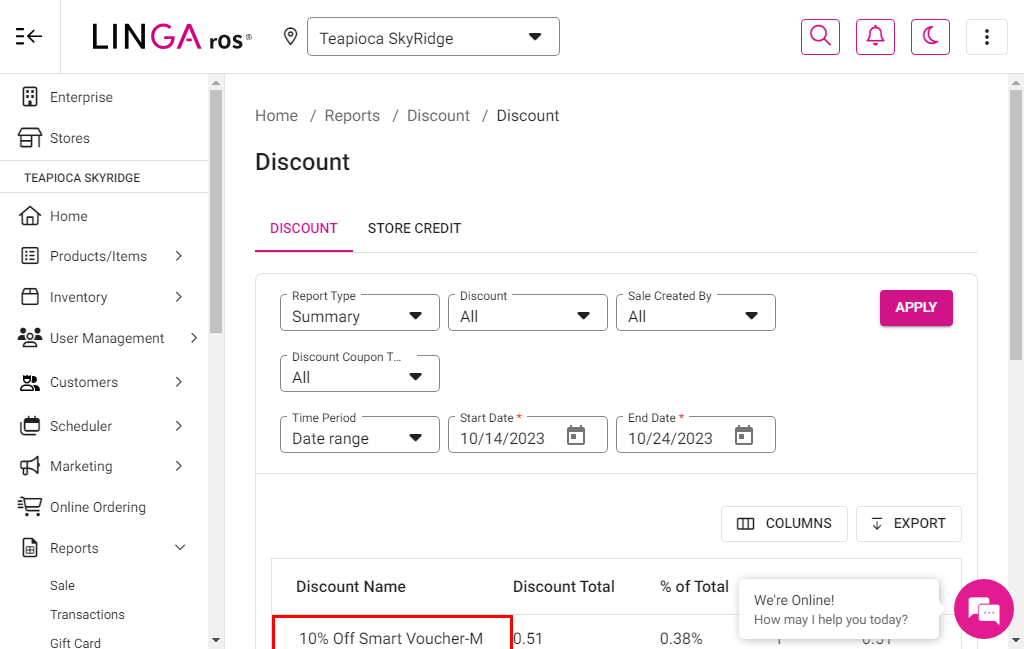 LINGA ros®
Teapioca SkyRidge
Enterprise
Stores
TEAPIOCA SKYRIDGE
Home
Products/Items
Inventory
User Management
Customers
Scheduler
Marketing
Online Ordering
Reports
Sale
Transactions
Gift Card
Home / Reports / Discount / Discount
Discount
DISCOUNT STORE CREDIT
Report Type Discount Sale Created By
Summary All All APPLY
Discount Coupon T...
All
Time Period Start Date * End Date *
Date range 10/14/2023 10/24/2023
COLUMNS EXPORT
Discount Name Discount Total % of Total
10% Off Smart Voucher-M 0.51 0.38% 1 0.51
We're Online!
How may I help you today?